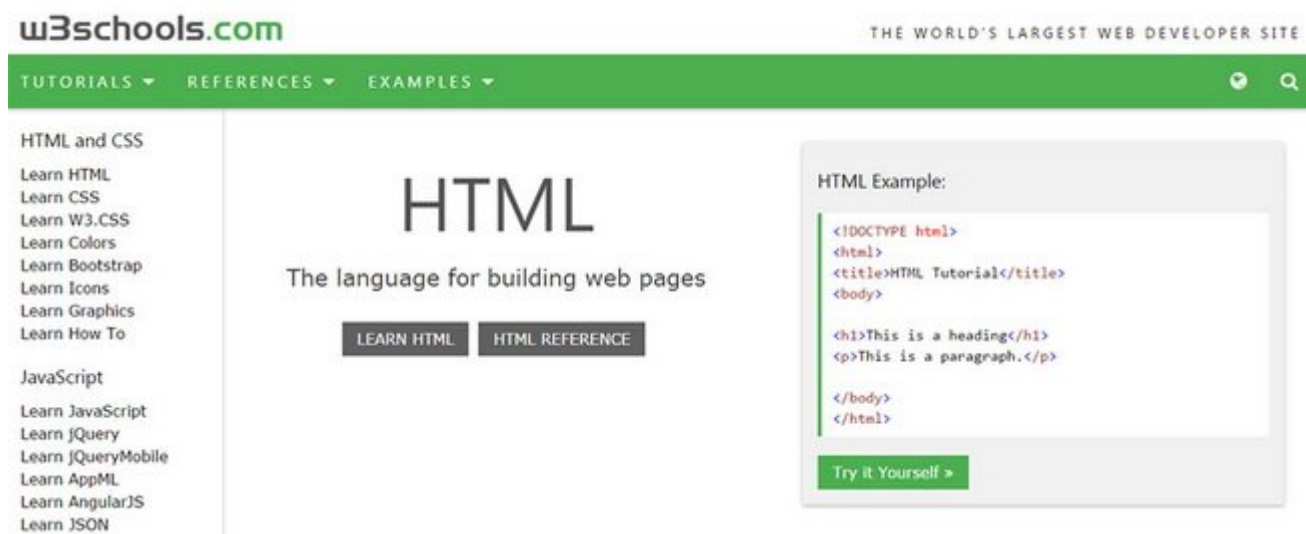 w3schools.com
THE WORLD'S LARGEST WEB DEVELOPER SITE
TUTORIALS REFERENCES EXAMPLES
HTML and CSS
Learn HTML
Learn CSS
Learn W3.CSS
Learn Colors
Learn Bootstrap
Learn Icons
Learn Graphics
Learn How To
JavaScript
Learn JavaScript
Learn jQuery
Learn jQueryMobile
Learn AppML
Learn AngularJS
Learn JSON
HTML
The language for building web pages
LEARN HTML HTML REFERENCE
HTML Example:
<!DOCTYPE html>
<html>
<title>HTML Tutorial</title>
<body>
<h1>This is a heading</h1>
<p>This is a paragraph.</p>
</body>
</html>
Try it Yourself »